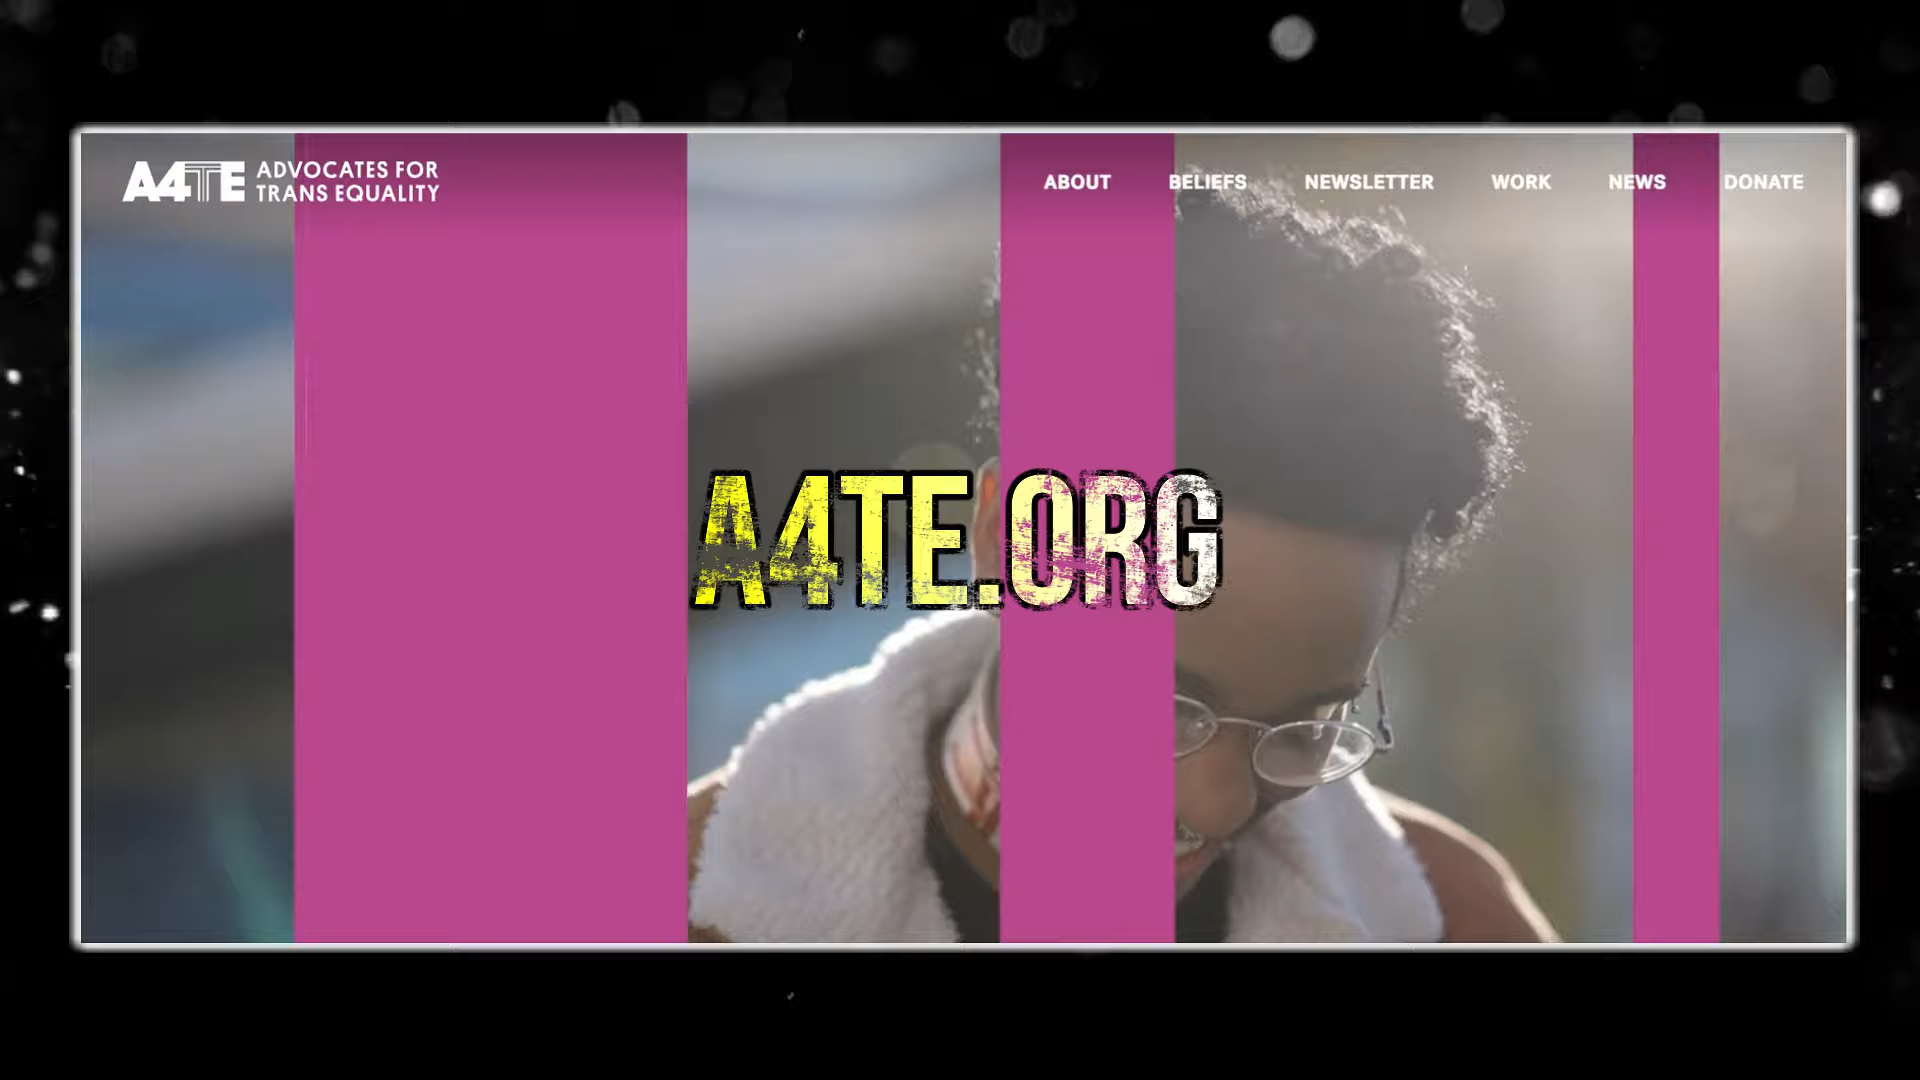 A4TE ADVOCATES FOR
TRANS EQUALITY
ABOUT BELIEFS NEWSLETTER WORK NEWS DONATE
A4TE.ORG